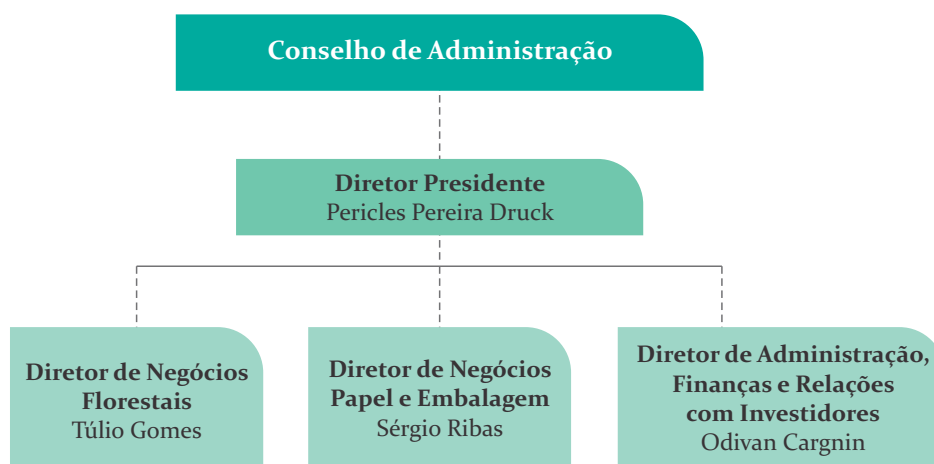 Conselho de Administração
Diretor Presidente
Pericles Pereira Druck
Diretor de Negócios
Florestais
Túlio Gomes
Diretor de Negócios
Papel e Embalagem
Sérgio Ribas
Diretor de Administração,
Finanças e Relações
com Investidores
Odivan Cargnin